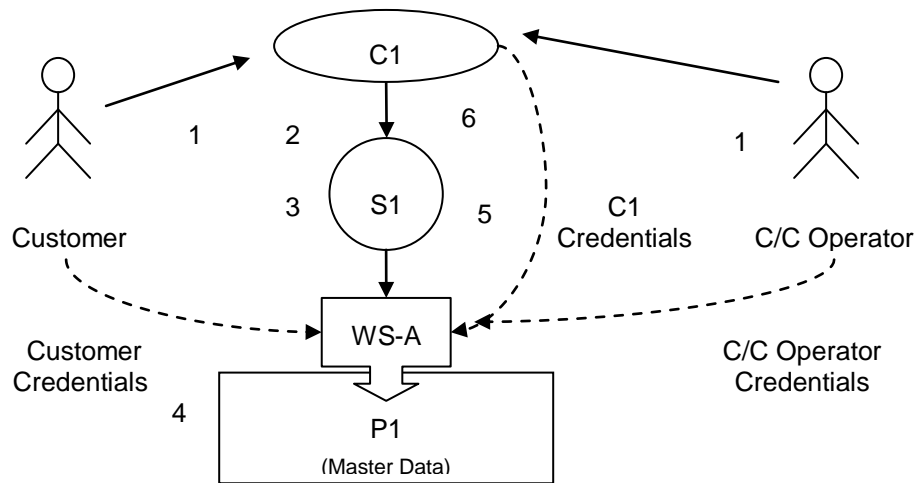 C1
6
1
2
1
3
S1
5
C1
Credentials
Customer
C/C Operator
WS-A
Customer
Credentials
C/C Operator
Credentials
4
P1
(Master Data)